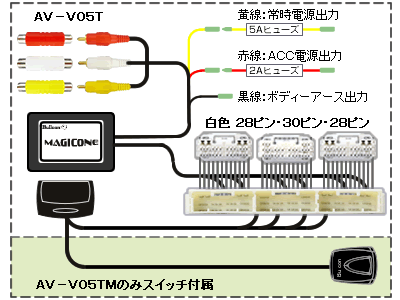 AV－V05T
黄線：常時電源出力
5Aヒューズ
赤線：ACC電源出力
2Aヒューズ
黒線：ボディーアース出力
Bullcon
MAGICONE
白色 28ピン・30ピン・28ピン
AV－V05TMのみスイッチ付属